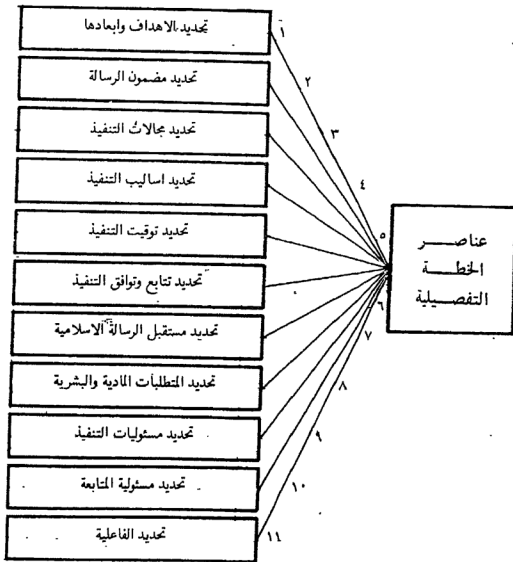 عناصر
الخطة
التفصيلية
١ تحديد الاهداف وابعادها
٢ تحديد مضمون الرسالة
٣ تحديد مجالات التنفيذ
٤ تحديد اساليب التنفيذ
٥ تحديد توقيت التنفيذ
٦ تحديد تتابع وتوافق التنفيذ
٧ تحديد مستقبل الرسالة الاسلامية
٨ تحديد المتطلبات المادية والبشرية
٩ تحديد مسئوليات التنفيذ
١٠ تحديد مسئولية المتابعة
١١ تحديد الفاعلية